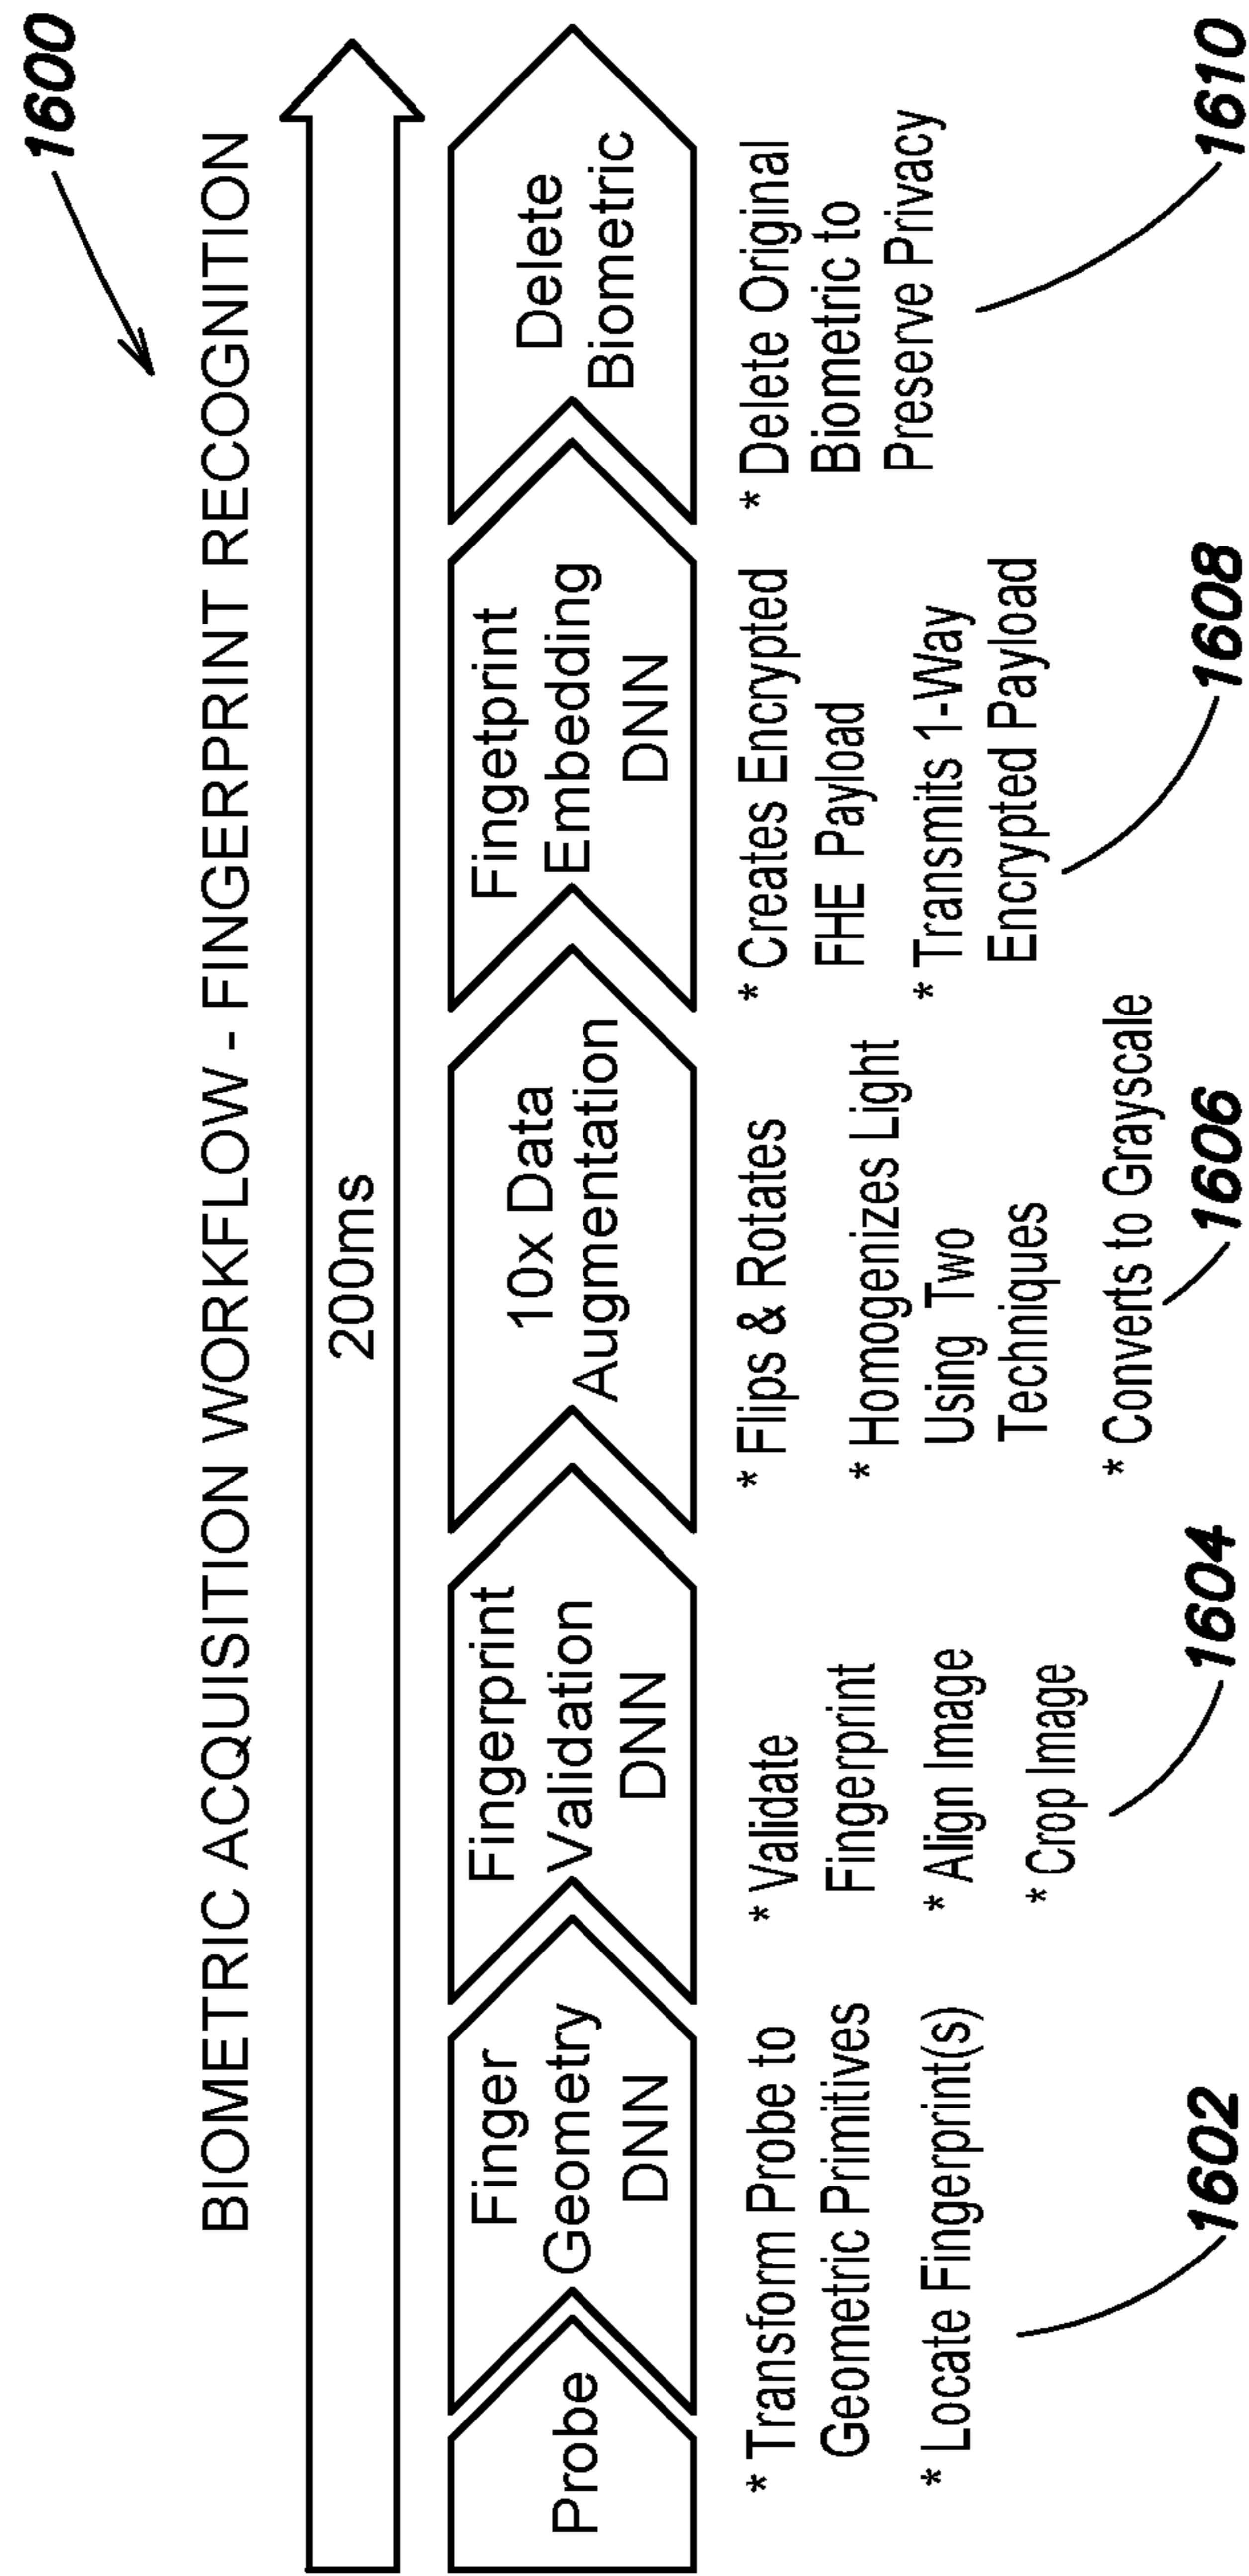 1600
BIOMETRIC ACQUISITION WORKFLOW - FINGERPRINT RECOGNITION
200ms
Probe
Finger
Geometry
DNN
Fingerprint
Validation
DNN
10x Data
Augmentation
Fingetprint
Embedding
DNN
Delete
Biometric
* Transform Probe to
Geometric Primitives
* Locate Fingerprint(s)
1602
* Validate
Fingerprint
* Align Image
* Crop Image
1604
* Flips & Rotates
* Homogenizes Light
Using Two
Techniques
* Converts to Grayscale
1606
* Creates Encrypted
FHE Payload
* Transmits 1-Way
Encrypted Payload
1608
* Delete Original
Biometric to
Preserve Privacy
1610